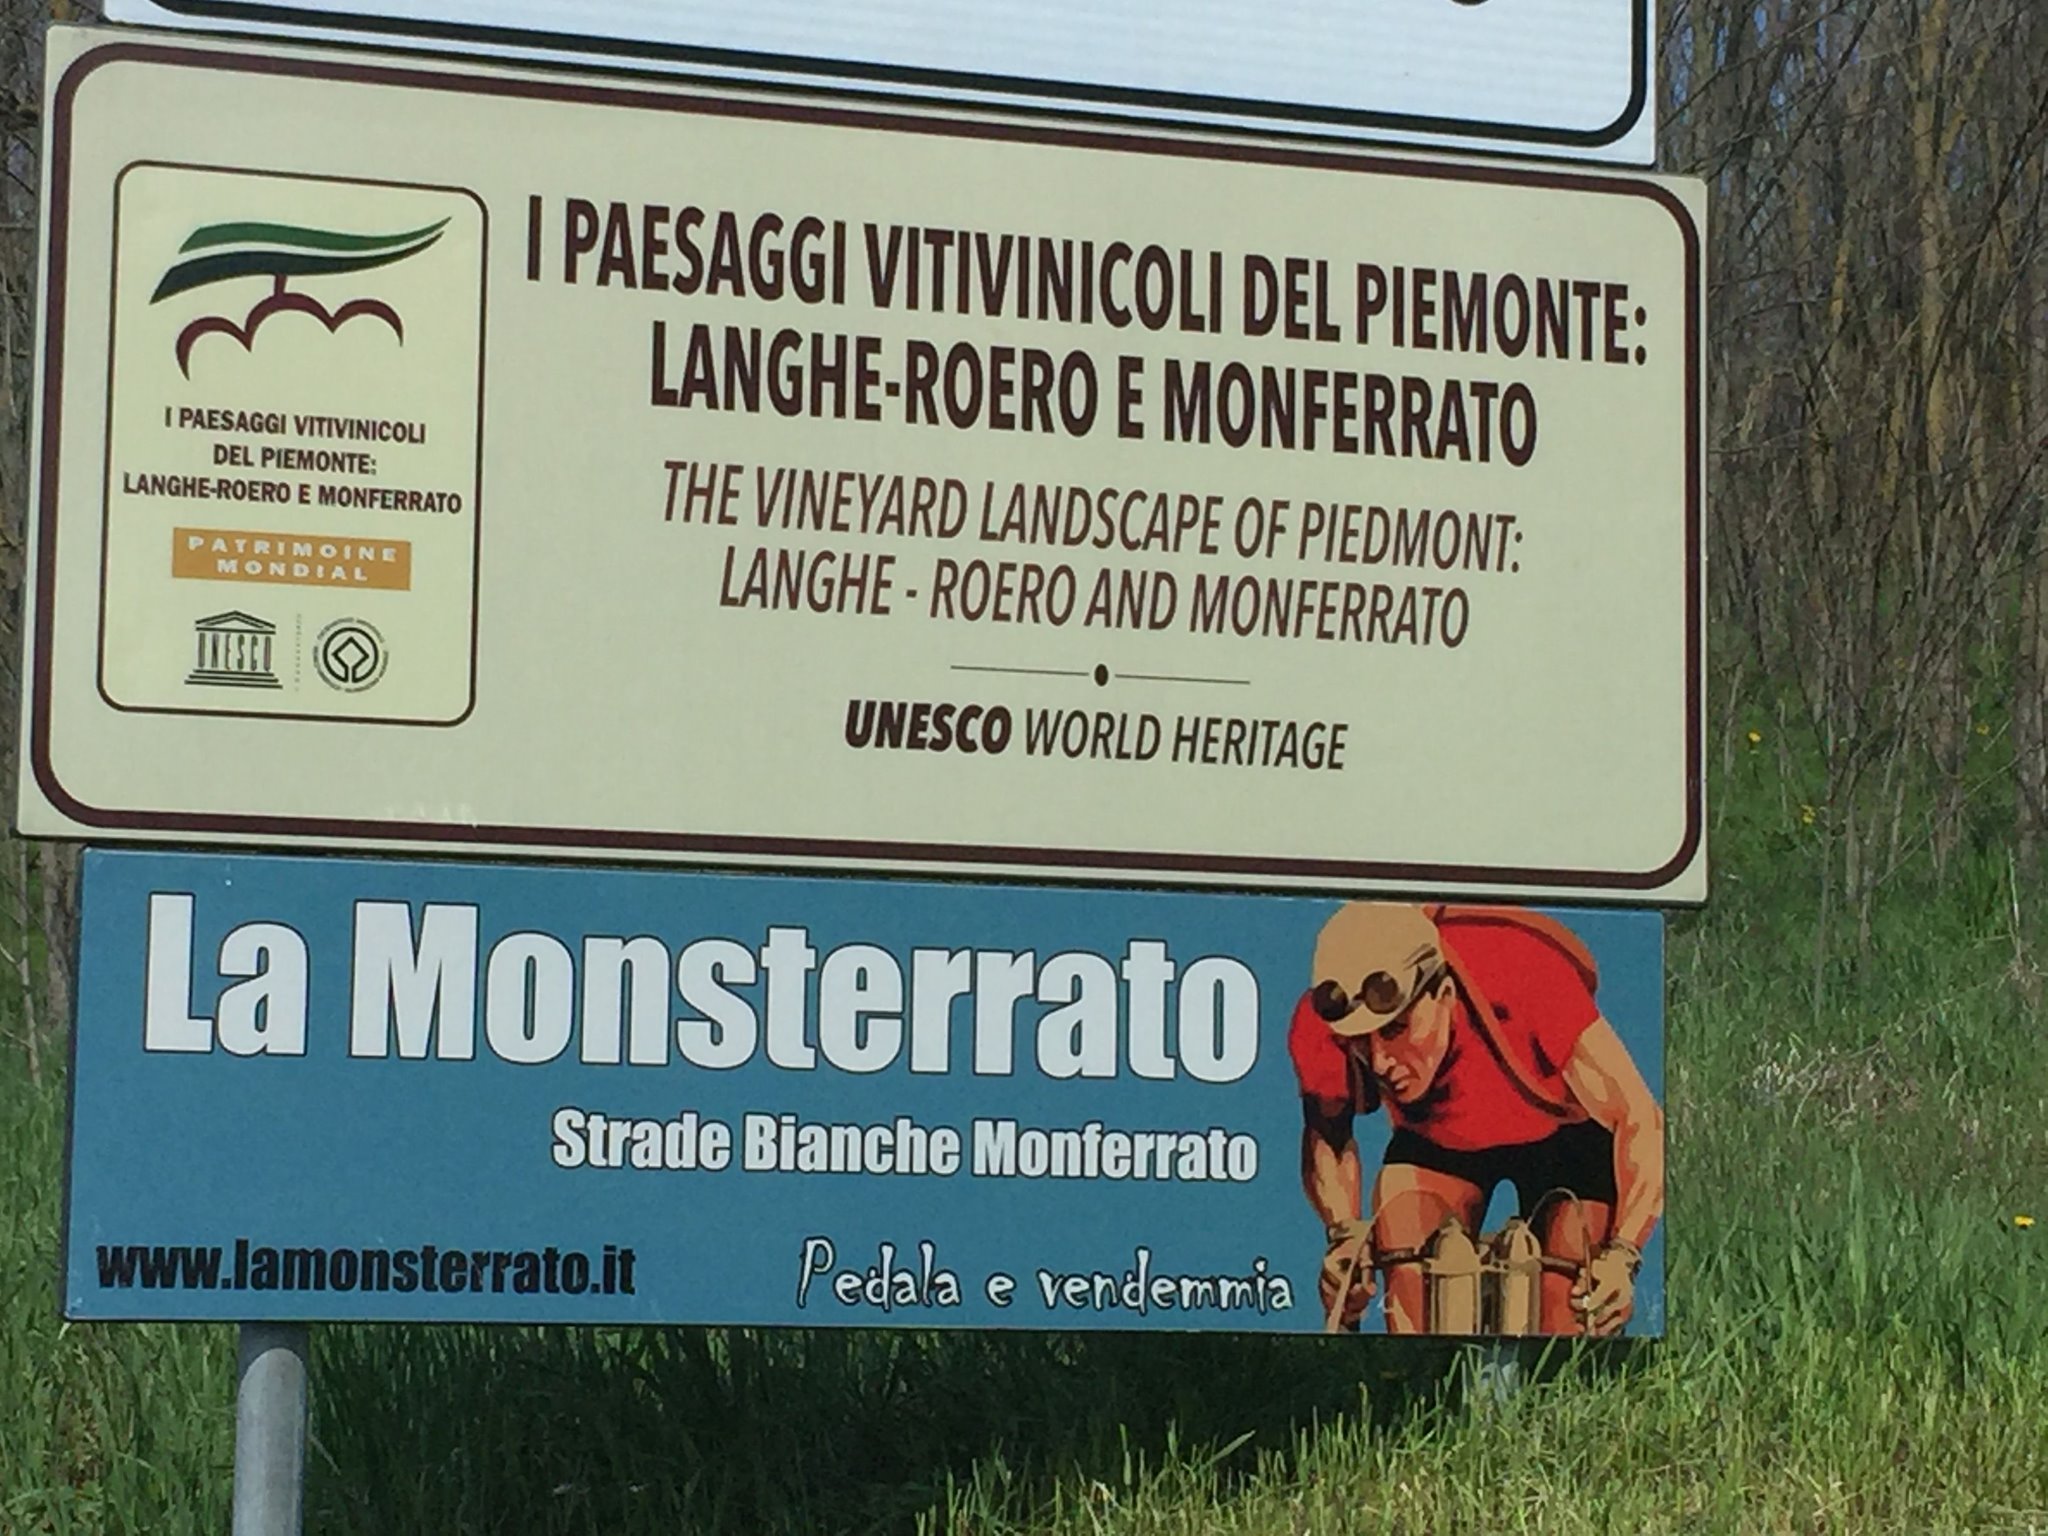 I PAESAGGI VITIVINICOLI DEL PIEMONTE:
LANGHE-ROERO E MONFERRATO
THE VINEYARD LANDSCAPE OF PIEDMONT:
LANGHE - ROERO AND MONFERRATO
UNESCO WORLD HERITAGE
I PAESAGGI VITIVINICOLI
DEL PIEMONTE:
LANGHE-ROERO E MONFERRATO
PATRIMOINE
MONDIAL
UNESCO
La Monsterrato
Strade Bianche Monferrato
www.lamonsterrato.it
Pedala e vendemmia